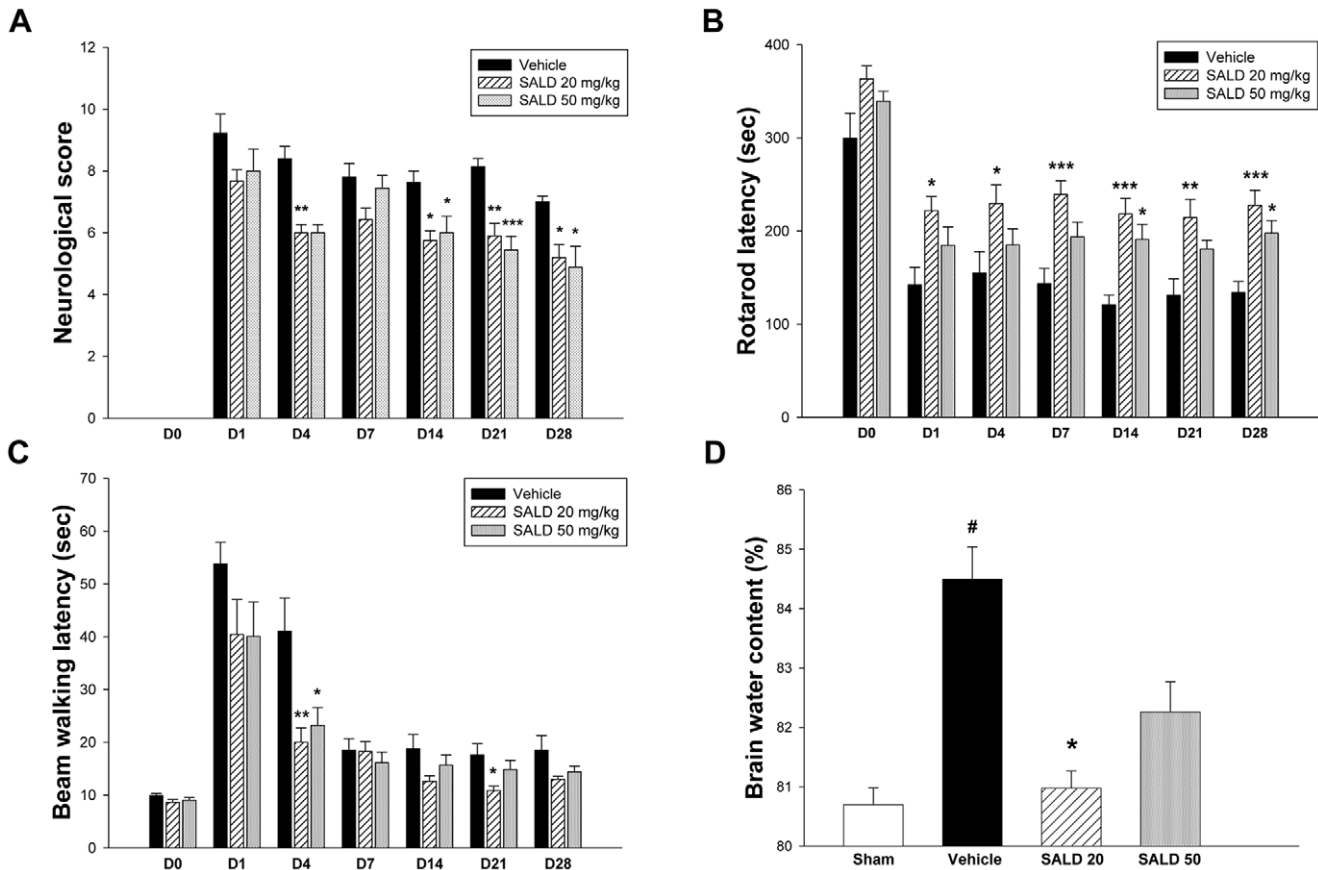 A
Neurological score
12
10
8
6
4
2
0
Vehicle
SALD 20 mg/kg
SALD 50 mg/kg
**
*
*
**
***
*
*
D0 D1 D4 D7 D14 D21 D28
B
Rotarod latency (sec)
400
300
200
100
0
Vehicle
SALD 20 mg/kg
SALD 50 mg/kg
*
*
***
***
*
**
***
*
D0 D1 D4 D7 D14 D21 D28
C
Beam walking latency (sec)
70
60
50
40
30
20
10
0
Vehicle
SALD 20 mg/kg
SALD 50 mg/kg
**
*
*
D0 D1 D4 D7 D14 D21 D28
D
Brain water content (%)
86
85
84
83
82
81
80
#
*
Sham Vehicle SALD 20 SALD 50